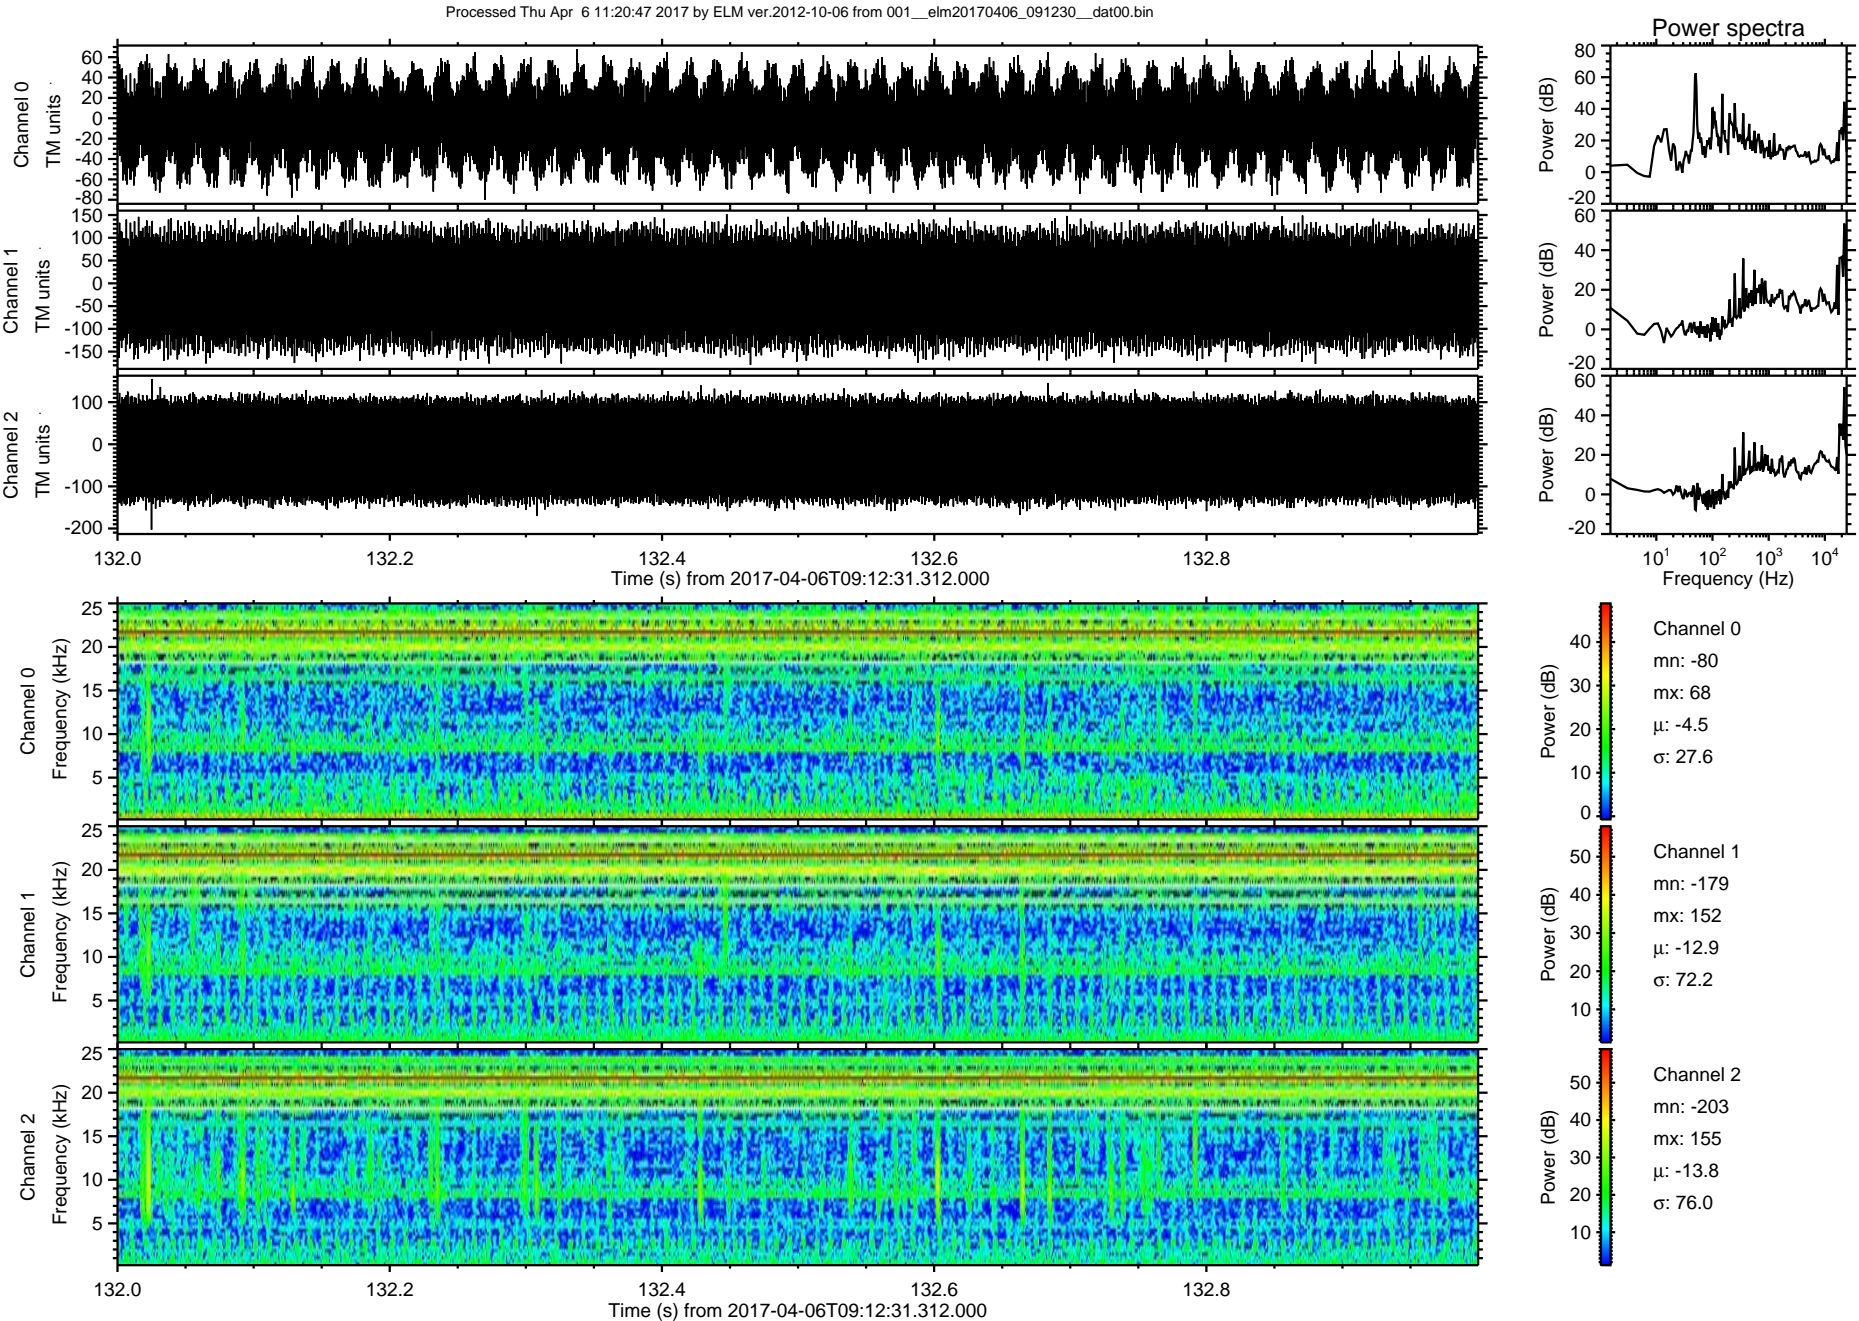 Processed Thu Apr  6 11:20:47 2017 by ELM ver.2012-10-06 from 001__elm20170406_091230__dat00.bin
Power spectra
Channel 0
TM units
60
40
20
0
-20
-40
-60
-80
Power (dB)
80
60
40
20
0
-20
Channel 1
TM units
150
100
50
0
-50
-100
-150
Power (dB)
60
40
20
0
-20
Channel 2
TM units
100
0
-100
-200
Power (dB)
60
40
20
0
-20
132.0 132.2 132.4 132.6 132.8
Time (s) from 2017-04-06T09:12:31.312.000
10¹ 10² 10³ 10⁴
Frequency (Hz)
Channel 0
Frequency (kHz)
25
20
15
10
5
Power (dB)
40
30
20
10
0
Channel 0
mn: -80
mx: 68
μ: -4.5
σ: 27.6
Channel 1
Frequency (kHz)
25
20
15
10
5
Power (dB)
50
40
30
20
10
Channel 1
mn: -179
mx: 152
μ: -12.9
σ: 72.2
Channel 2
Frequency (kHz)
25
20
15
10
5
Power (dB)
50
40
30
20
10
Channel 2
mn: -203
mx: 155
μ: -13.8
σ: 76.0
132.0 132.2 132.4 132.6 132.8
Time (s) from 2017-04-06T09:12:31.312.000